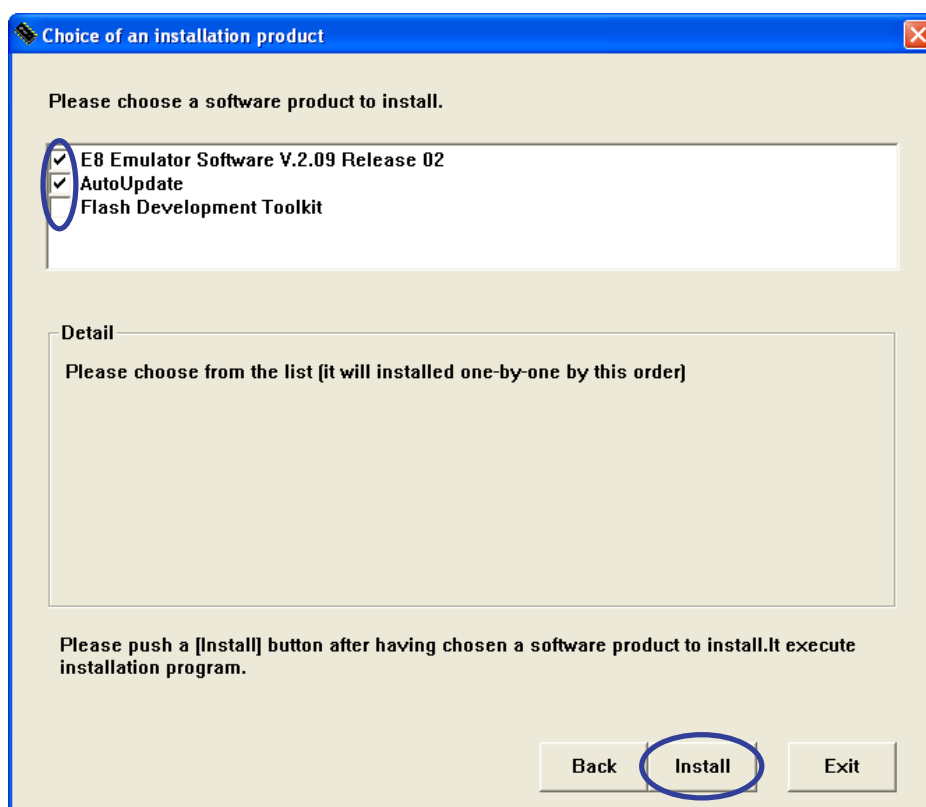 Choice of an installation product
Please choose a software product to install.
E8 Emulator Software V.2.09 Release 02
AutoUpdate
Flash Development Toolkit
Detail
Please choose from the list (it will installed one-by-one by this order)
Please push a [Install] button after having chosen a software product to install.It execute
installation program.
Back
Install
Exit